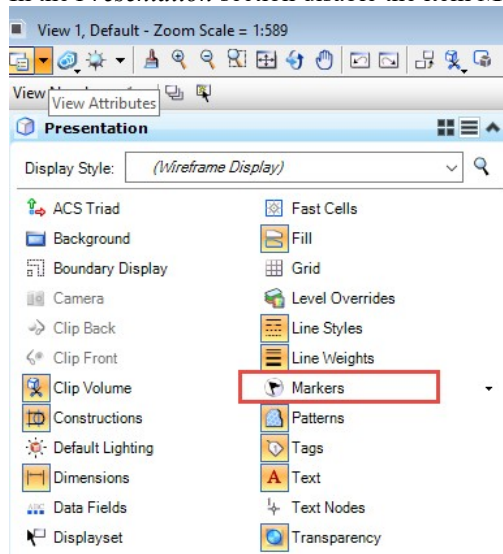 View 1, Default - Zoom Scale = 1:589
View Attributes
Presentation
Display Style: (Wireframe Display)
ACS Triad
Background
Boundary Display
Camera
Clip Back
Clip Front
Clip Volume
Constructions
Default Lighting
Dimensions
Data Fields
Displayset
Fast Cells
Fill
Grid
Level Overrides
Line Styles
Line Weights
Markers
Patterns
Tags
Text
Text Nodes
Transparency